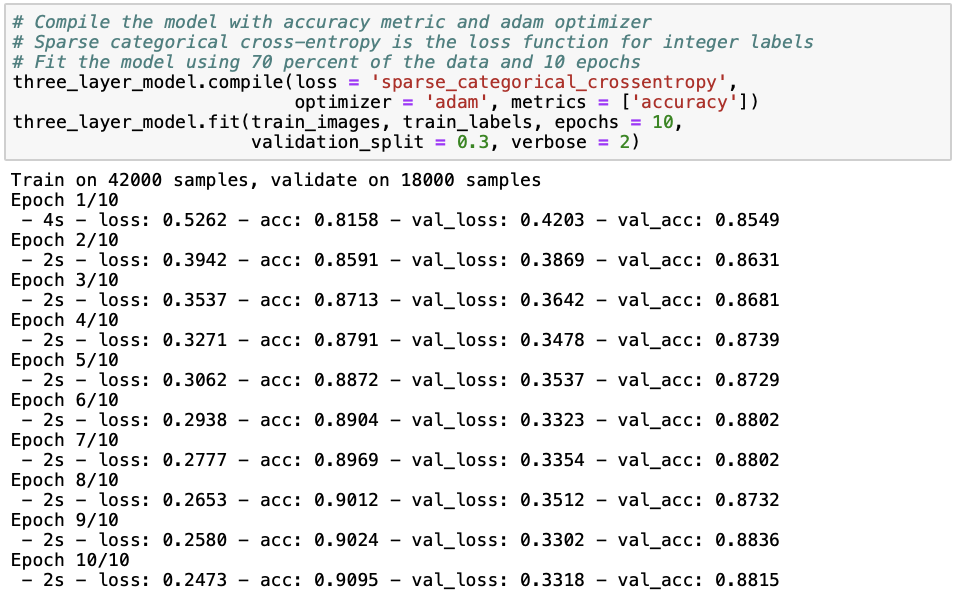 # Compile the model with accuracy metric and adam optimizer
# Sparse categorical cross-entropy is the loss function for integer labels
# Fit the model using 70 percent of the data and 10 epochs
three_layer_model.compile(loss = 'sparse_categorical_crossentropy',
                          optimizer = 'adam', metrics = ['accuracy'])
three_layer_model.fit(train_images, train_labels, epochs = 10,
                      validation_split = 0.3, verbose = 2)
Train on 42000 samples, validate on 18000 samples
Epoch 1/10
 - 4s - loss: 0.5262 - acc: 0.8158 - val_loss: 0.4203 - val_acc: 0.8549
Epoch 2/10
 - 2s - loss: 0.3942 - acc: 0.8591 - val_loss: 0.3869 - val_acc: 0.8631
Epoch 3/10
 - 2s - loss: 0.3537 - acc: 0.8713 - val_loss: 0.3642 - val_acc: 0.8681
Epoch 4/10
 - 2s - loss: 0.3271 - acc: 0.8791 - val_loss: 0.3478 - val_acc: 0.8739
Epoch 5/10
 - 2s - loss: 0.3062 - acc: 0.8872 - val_loss: 0.3537 - val_acc: 0.8729
Epoch 6/10
 - 2s - loss: 0.2938 - acc: 0.8904 - val_loss: 0.3323 - val_acc: 0.8802
Epoch 7/10
 - 2s - loss: 0.2777 - acc: 0.8969 - val_loss: 0.3354 - val_acc: 0.8802
Epoch 8/10
 - 2s - loss: 0.2653 - acc: 0.9012 - val_loss: 0.3512 - val_acc: 0.8732
Epoch 9/10
 - 2s - loss: 0.2580 - acc: 0.9024 - val_loss: 0.3302 - val_acc: 0.8836
Epoch 10/10
 - 2s - loss: 0.2473 - acc: 0.9095 - val_loss: 0.3318 - val_acc: 0.8815